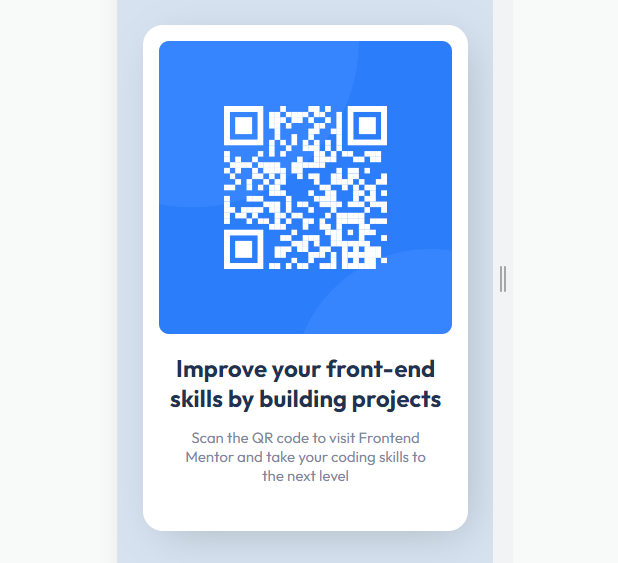 Improve your front-end
skills by building projects
Scan the QR code to visit Frontend
Mentor and take your coding skills to
the next level